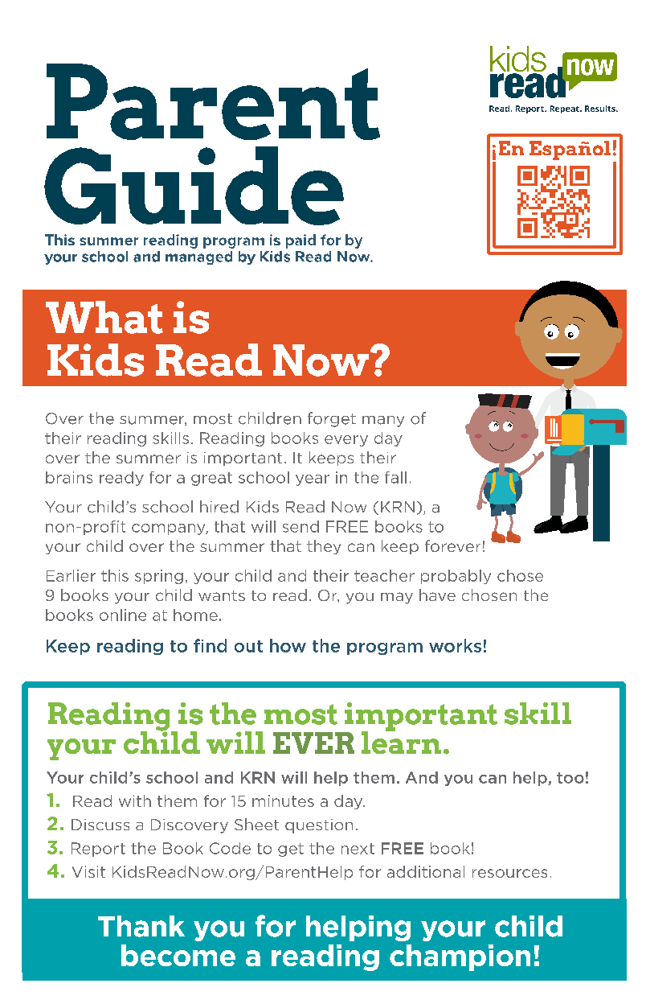 Parent
Guide
This summer reading program is paid for by
your school and managed by Kids Read Now.
kids
read now
Read. Report. Repeat. Results.
¡En Español!
What is
Kids Read Now?
Over the summer, most children forget many of
their reading skills. Reading books every day
over the summer is important. It keeps their
brains ready for a great school year in the fall.
Your child's school hired Kids Read Now (KRN), a
non-profit company, that will send FREE books to
your child over the summer that they can keep forever!
Earlier this spring, your child and their teacher probably chose
9 books your child wants to read. Or, you may have chosen the
books online at home.
Keep reading to find out how the program works!
Reading is the most important skill
your child will EVER learn.
Your child's school and KRN will help them. And you can help, too!
1. Read with them for 15 minutes a day.
2. Discuss a Discovery Sheet question.
3. Report the Book Code to get the next FREE book!
4. Visit KidsReadNow.org/ParentHelp for additional resources.
Thank you for helping your child
become a reading champion!